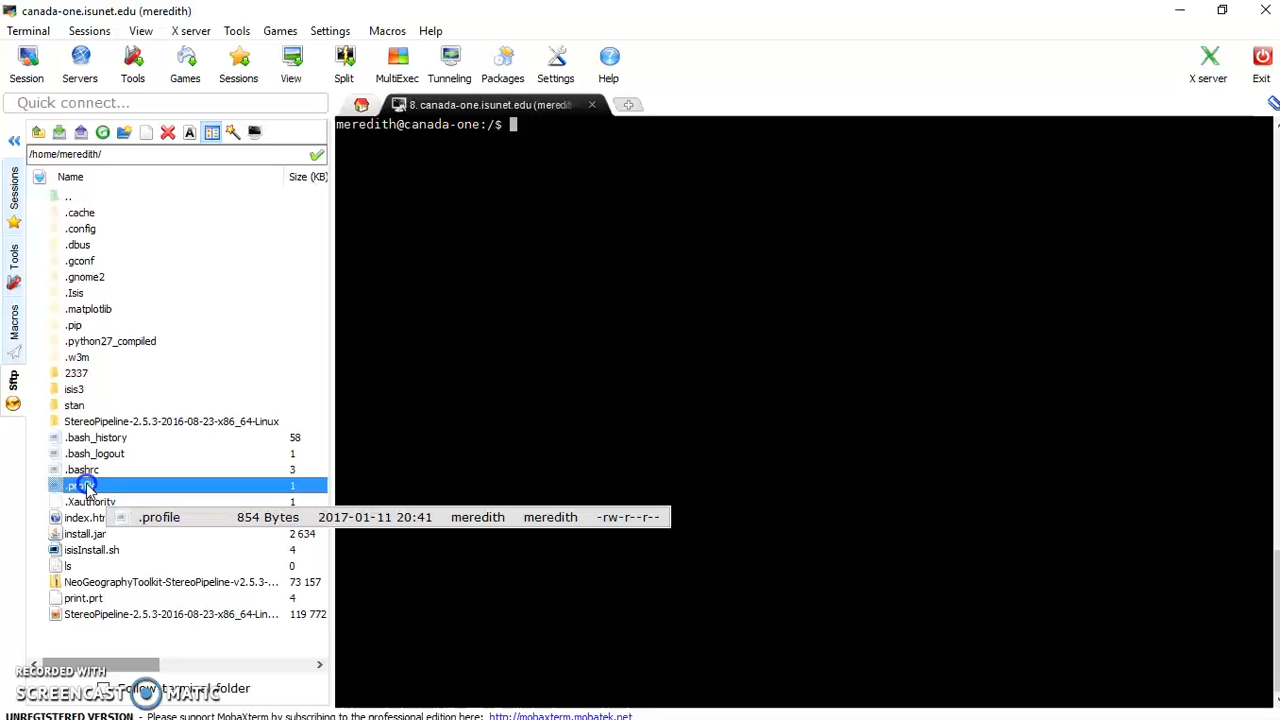 canada-one.isunet.edu (meredith)
Terminal Sessions View X server Tools Games Settings Macros Help
Session Servers Tools Games Sessions View Split MultiExec Tunneling Packages Settings Help X server Exit
Quick connect...
8. canada-one.isunet.edu (meredi
meredith@canada-one:/$
/home/meredith/
Name Size (KB)
Sessions
Tools
Macros
Sftp
..
.cache
.config
.dbus
.gconf
.gnome2
.Isis
.matplotlib
.pip
.python27_compiled
.w3m
2337
isis3
stan
StereoPipeline-2.5.3-2016-08-23-x86_64-Linux
.bash_history 58
.bash_logout 1
.bashrc 3
1
.Xauthority 1
.profile 854 Bytes 2017-01-11 20:41 meredith meredith -rw-r--r--
install.jar 2 634
isisInstall.sh 4
ls 0
NeoGeographyToolkit-StereoPipeline-v2.5.3-... 73 157
print.prt 4
StereoPipeline-2.5.3-2016-08-23-x86_64-Lin... 119 772
RECORDED WITH
SCREENCAST MATIC
terminal folder
UNREGISTERED VERSION - Please support MobaXterm by subscribing to the professional edition here: http://mobaxterm.mobatek.net